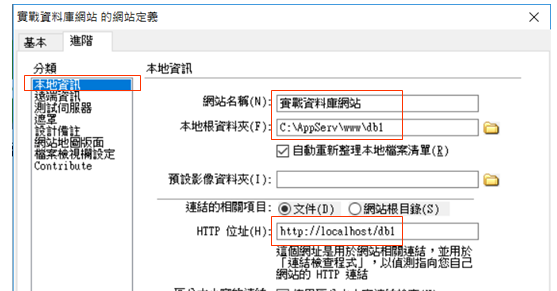 實戰資料庫網站 的網站定義
基本 進階
分類
本地資訊
遠端資訊
測試伺服器
遮罩
設計備註
網站地圖版面
檔案檢視欄設定
Contribute
本地資訊
網站名稱(N): 實戰資料庫網站
本地根資料夾(F): C:\AppServ\www\db1
自動重新整理本地檔案清單(R)
預設影像資料夾(I):
連結的相關項目: 文件(D) 網站根目錄(S)
HTTP 位址(H): http://localhost/db1
這個網址是用於網站相關連結，並用於
「連結檢查程式」，以偵測指向您自己
網站的 HTTP 連結